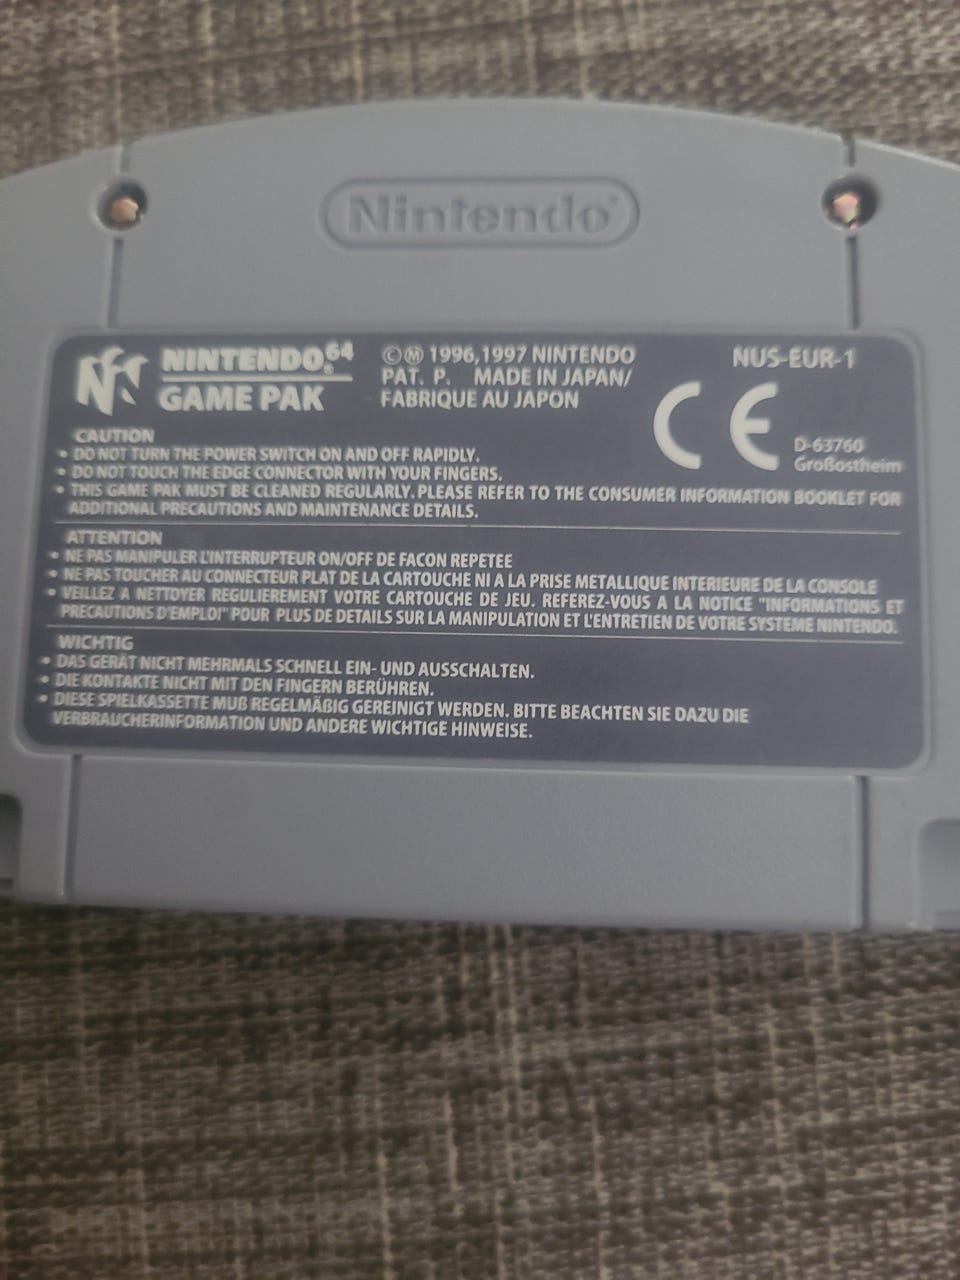 Nintendo®
NINTENDO64®
GAME PAK
©Ⓜ 1996,1997 NINTENDO
PAT. P. MADE IN JAPAN/
FABRIQUE AU JAPON
NUS-EUR-1
CE
D-63760
Großostheim
CAUTION
• DO NOT TURN THE POWER SWITCH ON AND OFF RAPIDLY.
• DO NOT TOUCH THE EDGE CONNECTOR WITH YOUR FINGERS.
• THIS GAME PAK MUST BE CLEANED REGULARLY. PLEASE REFER TO THE CONSUMER INFORMATION BOOKLET FOR
ADDITIONAL PRECAUTIONS AND MAINTENANCE DETAILS.
ATTENTION
• NE PAS MANIPULER L'INTERRUPTEUR ON/OFF DE FACON REPETEE
• NE PAS TOUCHER AU CONNECTEUR PLAT DE LA CARTOUCHE NI A LA PRISE METALLIQUE INTERIEURE DE LA CONSOLE
• VEILLEZ A NETTOYER REGULIEREMENT VOTRE CARTOUCHE DE JEU. REFEREZ-VOUS A LA NOTICE "INFORMATIONS ET
PRECAUTIONS D'EMPLOI" POUR PLUS DE DETAILS SUR LA MANIPULATION ET L'ENTRETIEN DE VOTRE SYSTEME NINTENDO.
WICHTIG
• DAS GERÄT NICHT MEHRMALS SCHNELL EIN- UND AUSSCHALTEN.
• DIE KONTAKTE NICHT MIT DEN FINGERN BERÜHREN.
• DIESE SPIELKASSETTE MUß REGELMÄßIG GEREINIGT WERDEN. BITTE BEACHTEN SIE DAZU DIE
VERBRAUCHERINFORMATION UND ANDERE WICHTIGE HINWEISE.